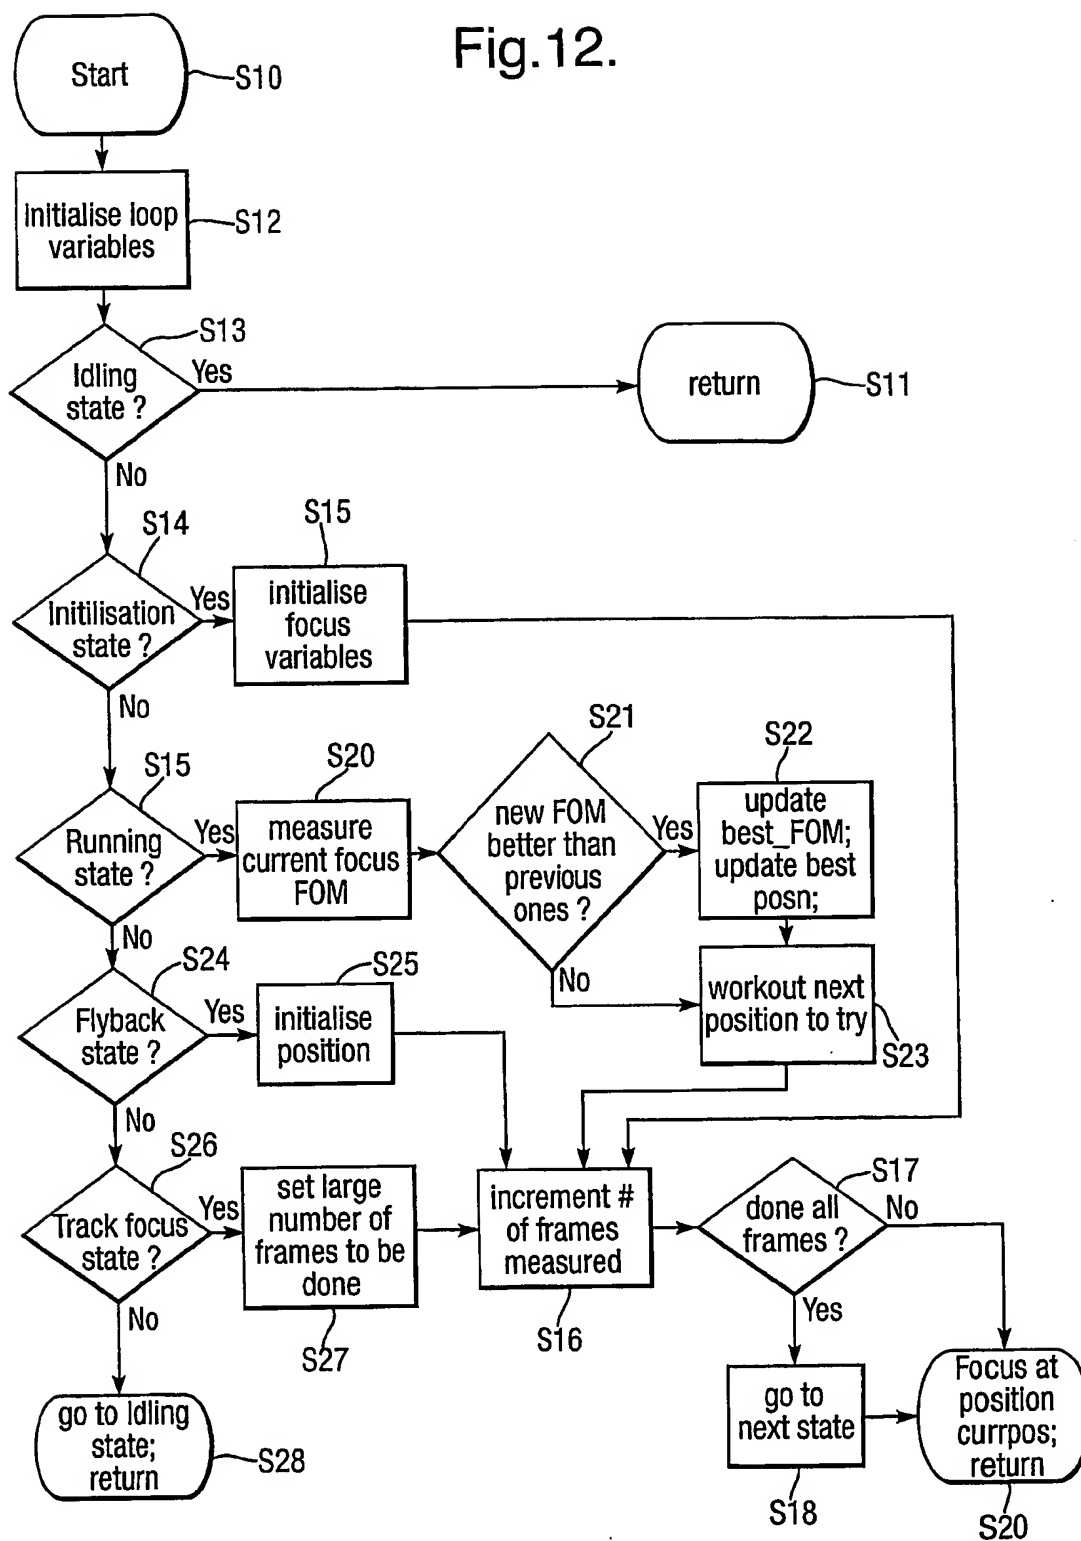 Fig.12.
Start
S10
initialise loop
variables
S12
S13
Idling
state ?
Yes
return
S11
No
S14
Initilisation
state ?
Yes
S15
initialise
focus
variables
No
S15
Running
state ?
Yes
S20
measure
current focus
FOM
S21
new FOM
better than
previous
ones ?
Yes
S22
update
best_FOM;
update best
posn;
No
No
workout next
position to try
S23
S24
Flyback
state ?
Yes
S25
initialise
position
No
S26
Track focus
state ?
Yes
set large
number of
frames to be
done
S27
increment #
of frames
measured
S16
S17
done all
frames ?
No
Yes
No
go to Idling
state;
return
S28
go to
next state
S18
Focus at
position
currpos;
return
S20